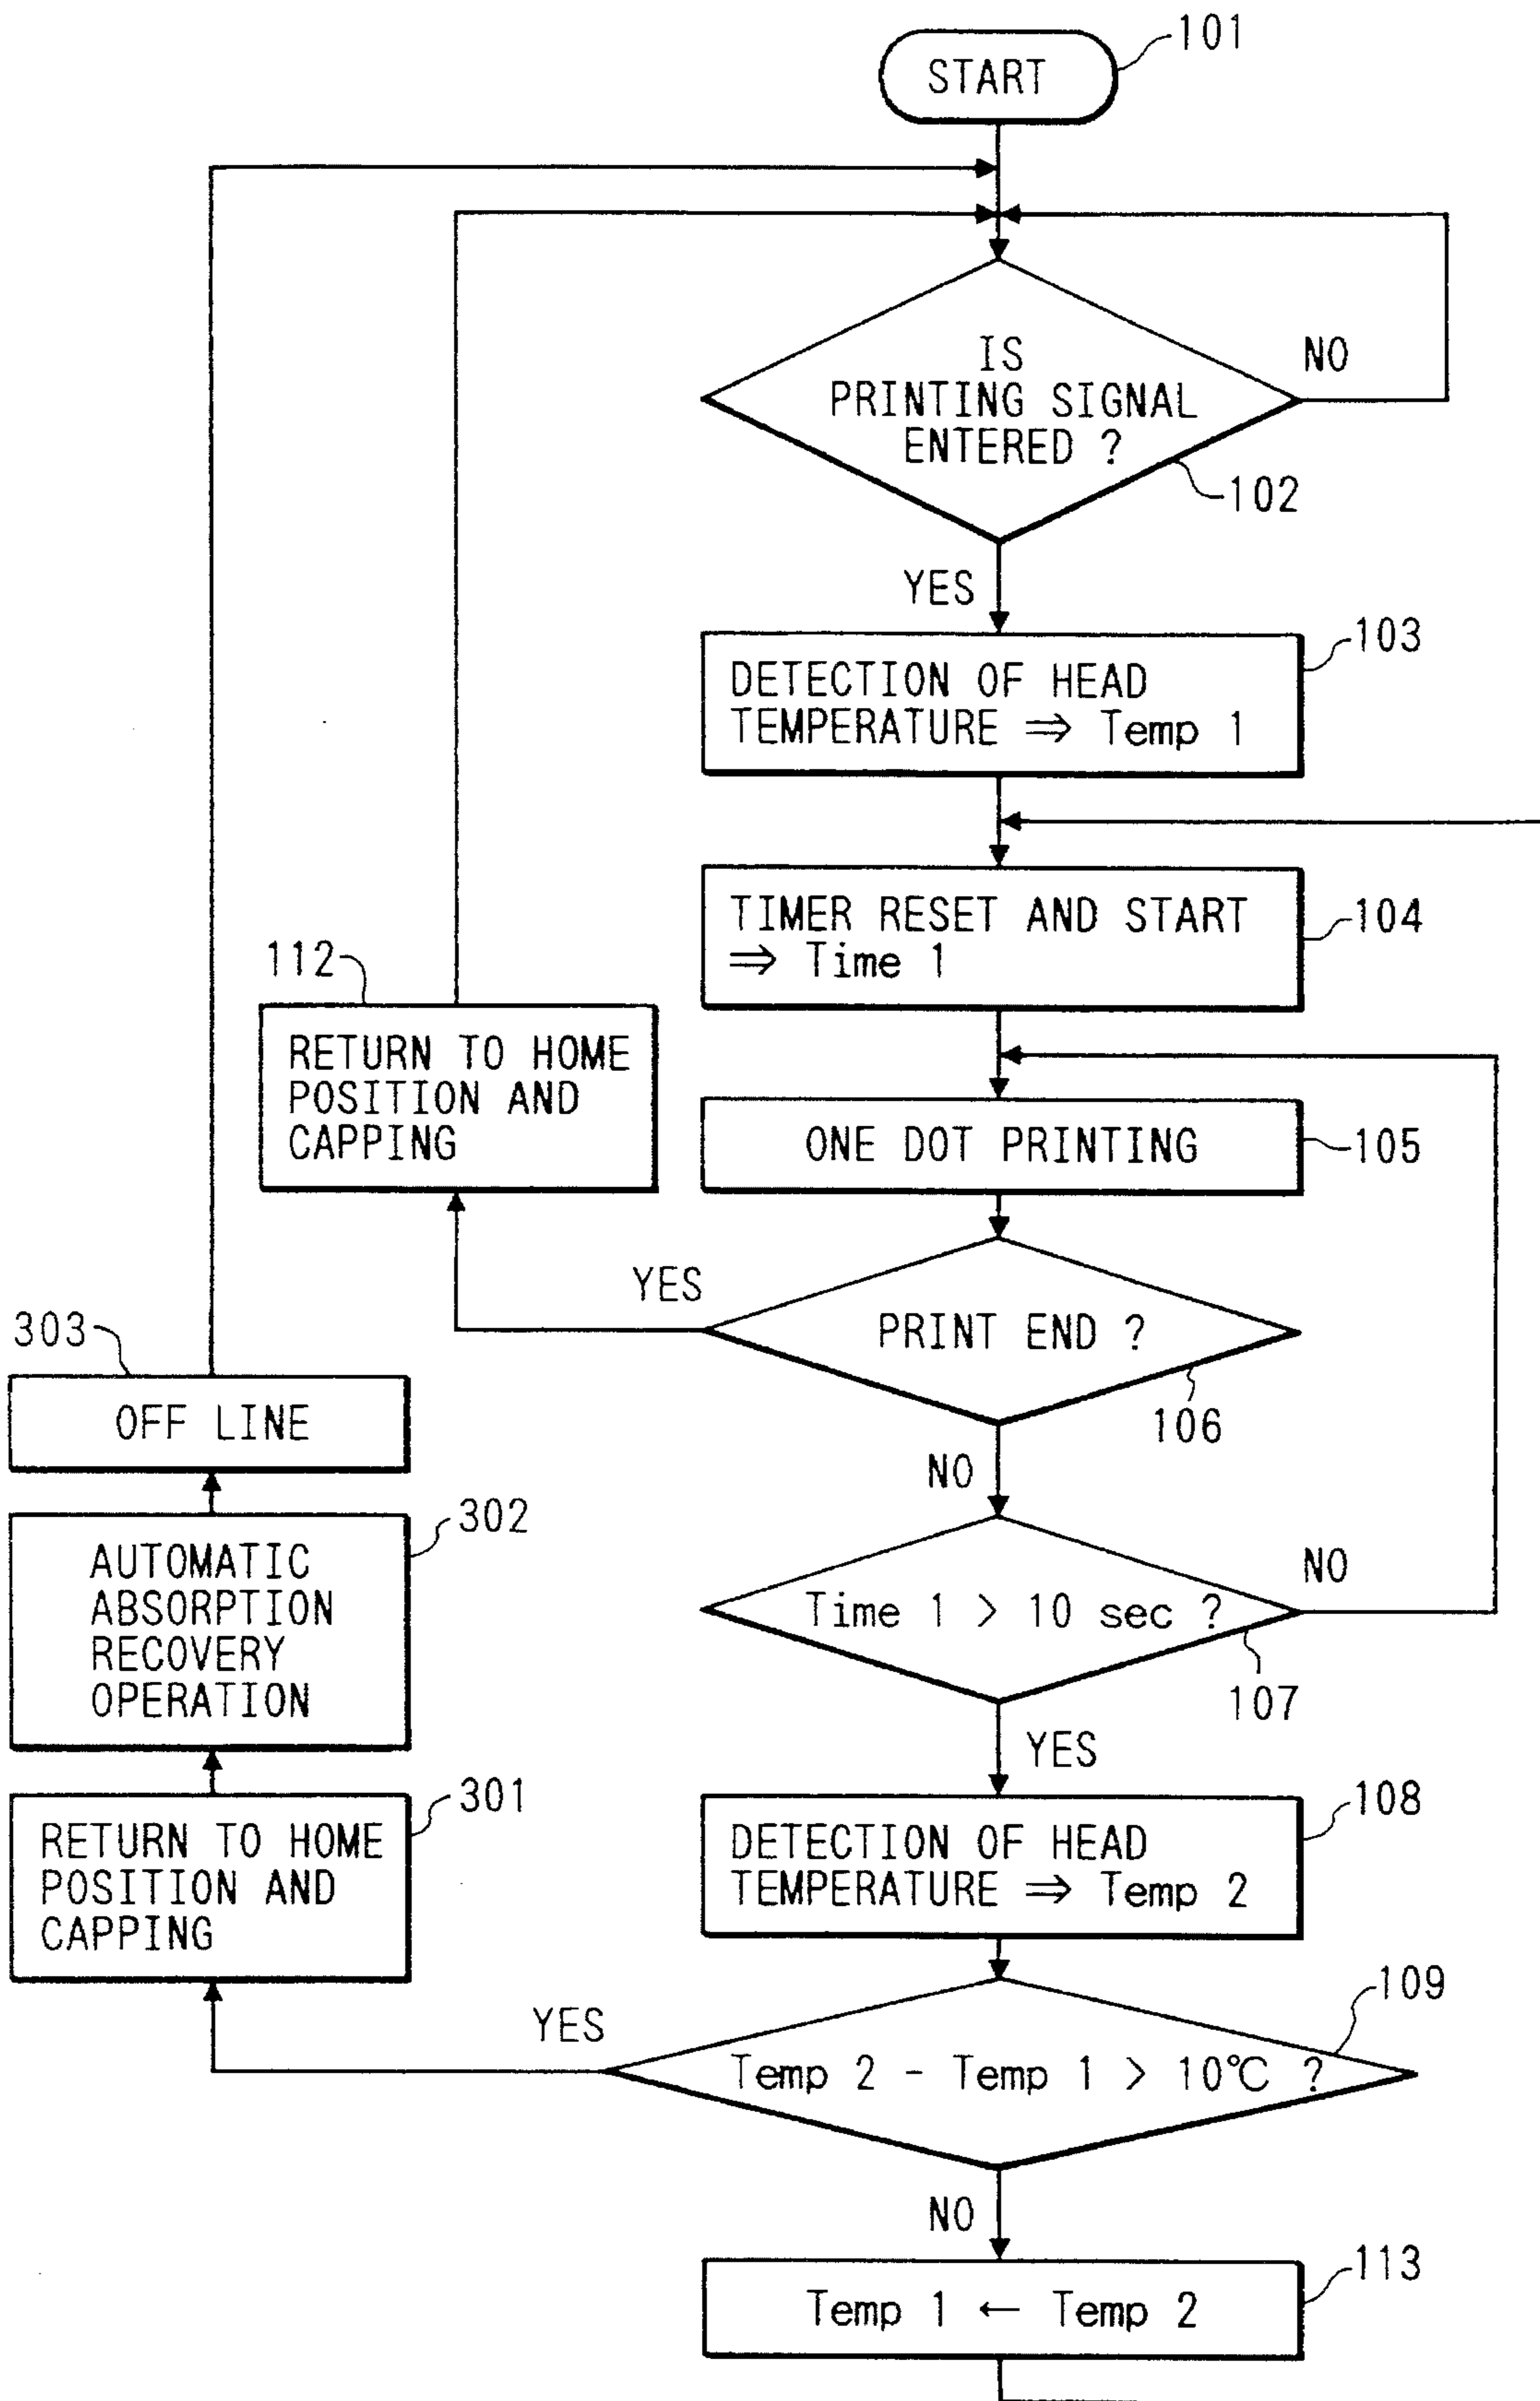 START
101
IS
PRINTING SIGNAL
ENTERED ?
NO
102
YES
103
DETECTION OF HEAD
TEMPERATURE ⇒ Temp 1
TIMER RESET AND START
⇒ Time 1
104
112
RETURN TO HOME
POSITION AND
CAPPING
ONE DOT PRINTING
105
YES
PRINT END ?
106
303
OFF LINE
NO
302
AUTOMATIC
ABSORPTION
RECOVERY
OPERATION
Time 1 > 10 sec ?
NO
107
YES
301
RETURN TO HOME
POSITION AND
CAPPING
108
DETECTION OF HEAD
TEMPERATURE ⇒ Temp 2
109
YES
Temp 2 - Temp 1 > 10℃ ?
NO
113
Temp 1 ← Temp 2